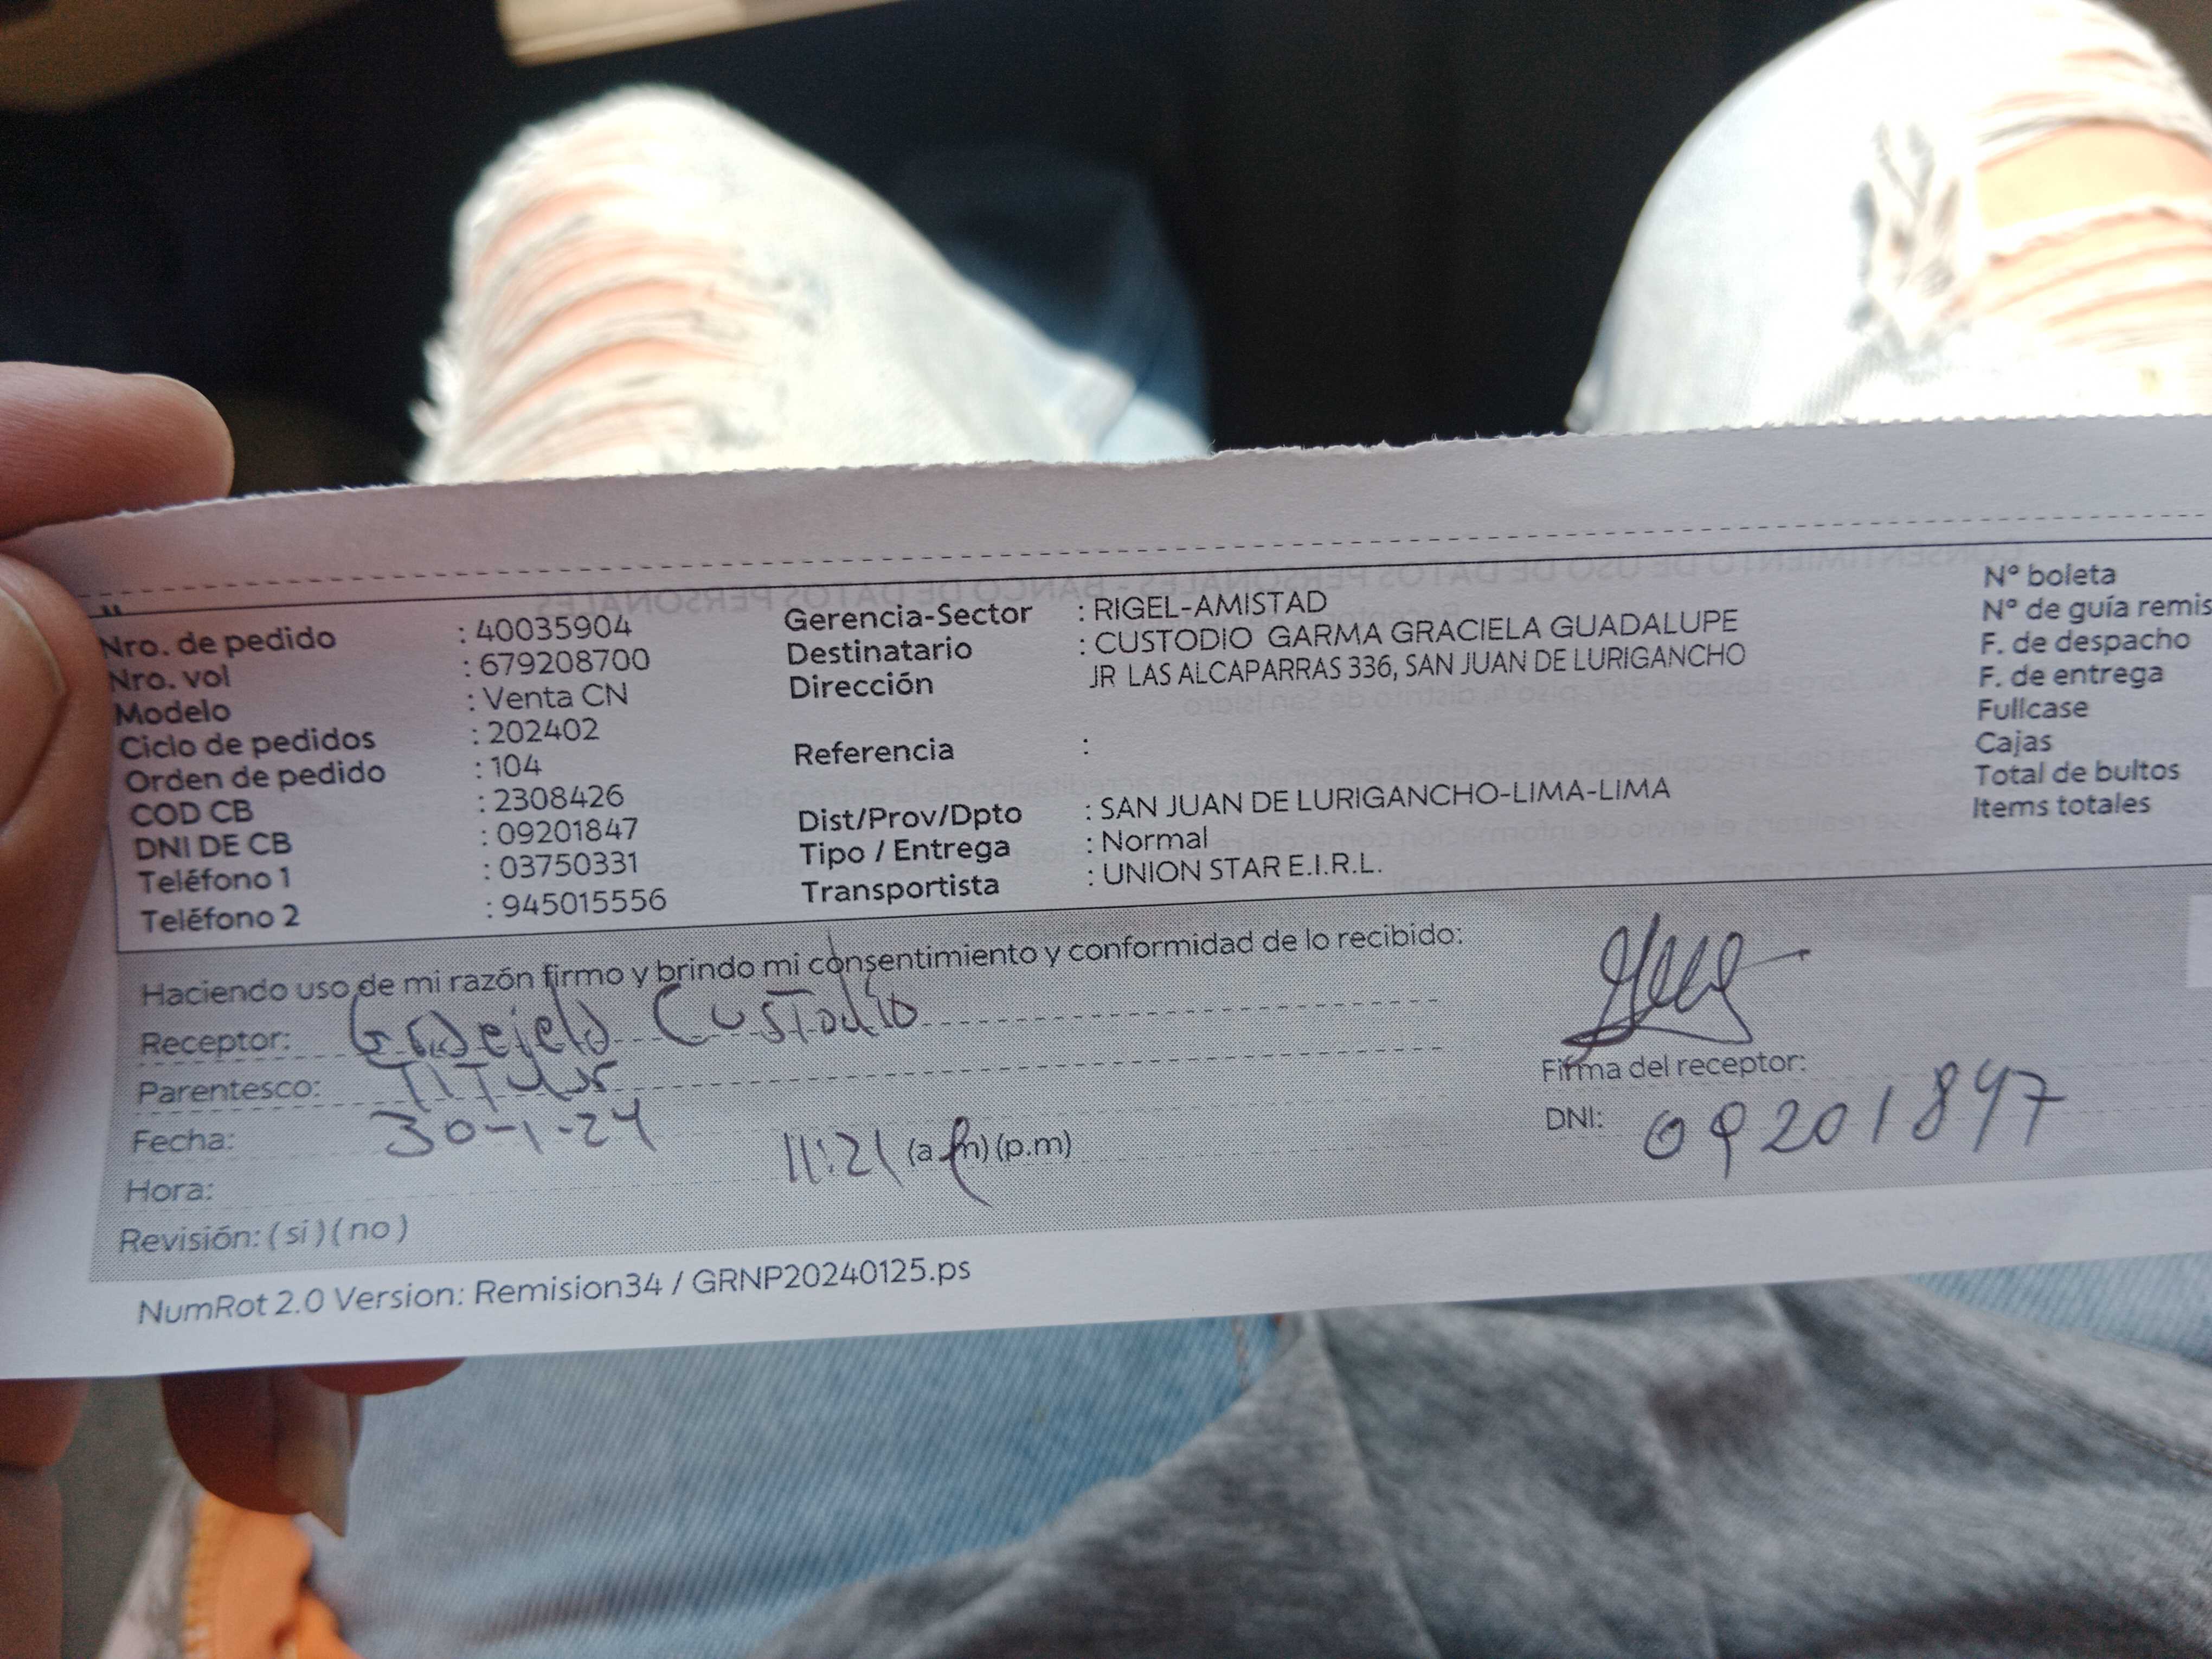 Nro. de pedido : 40035904
Nro. vol : 679208700
Modelo : Venta CN
Ciclo de pedidos : 202402
Orden de pedido : 104
COD CB : 2308426
DNI DE CB : 09201847
Teléfono 1 : 03750331
Teléfono 2 : 945015556
Gerencia-Sector : RIGEL-AMISTAD
Destinatario : CUSTODIO GARMA GRACIELA GUADALUPE
Dirección JR LAS ALCAPARRAS 336, SAN JUAN DE LURIGANCHO
Referencia :
Dist/Prov/Dpto : SAN JUAN DE LURIGANCHO-LIMA-LIMA
Tipo / Entrega : Normal
Transportista : UNION STAR E.I.R.L.
Nº boleta
Nº de guía remis
F. de despacho
F. de entrega
Fullcase
Cajas
Total de bultos
Items totales
Haciendo uso de mi razón firmo y brindo mi consentimiento y conformidad de lo recibido:
Receptor: Custodio
Parentesco: Titular
Fecha: 30-1-24
Hora: 11:21 (a.m) (p.m)
Revisión: ( si ) ( no )
Firma del receptor:
DNI: 09201847
NumRot 2.0 Version: Remision34 / GRNP20240125.ps